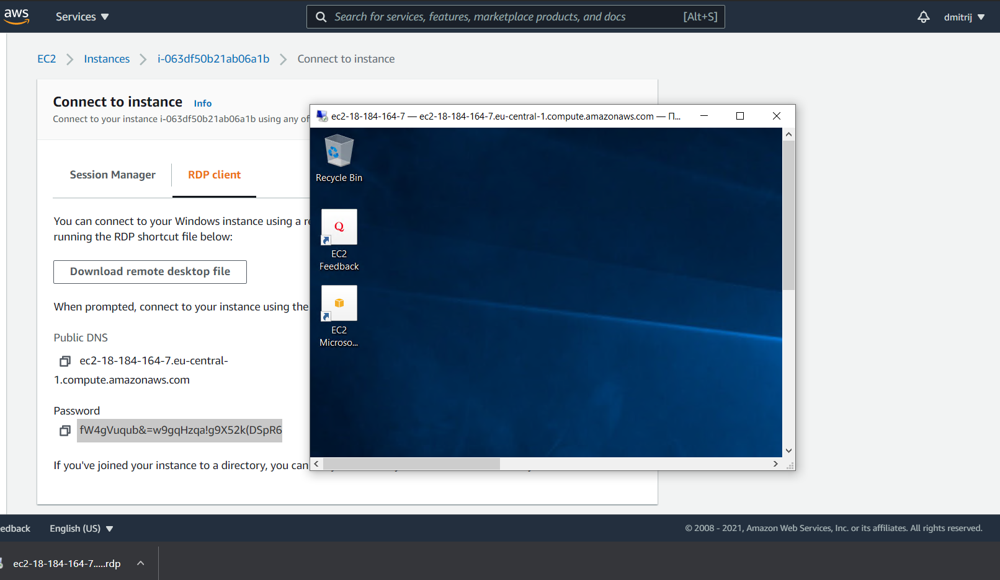 aws
Services
Search for services, features, marketplace products, and docs
[Alt+S]
dmitrij
EC2
Instances
i-063df50b21ab06a1b
Connect to instance
Connect to instance
Info
Connect to your instance i-063df50b21ab06a1b using any of
Session Manager
RDP client
You can connect to your Windows instance using a
running the RDP shortcut file below:
Download remote desktop file
When prompted, connect to your instance using the
Public DNS
ec2-18-184-164-7.eu-central-
1.compute.amazonaws.com
Password
fW4gVuqub&=w9gqHzqa!g9X52k(DSpR6
If you've joined your instance to a directory, you can
ec2-18-184-164-7 — ec2-18-184-164-7.eu-central-1.compute.amazonaws.com — П...
Recycle Bin
Q
EC2
Feedback
EC2
Microso...
edback
English (US)
© 2008 - 2021, Amazon Web Services, Inc. or its affiliates. All rights reserved.
ec2-18-184-164-7.....rdp